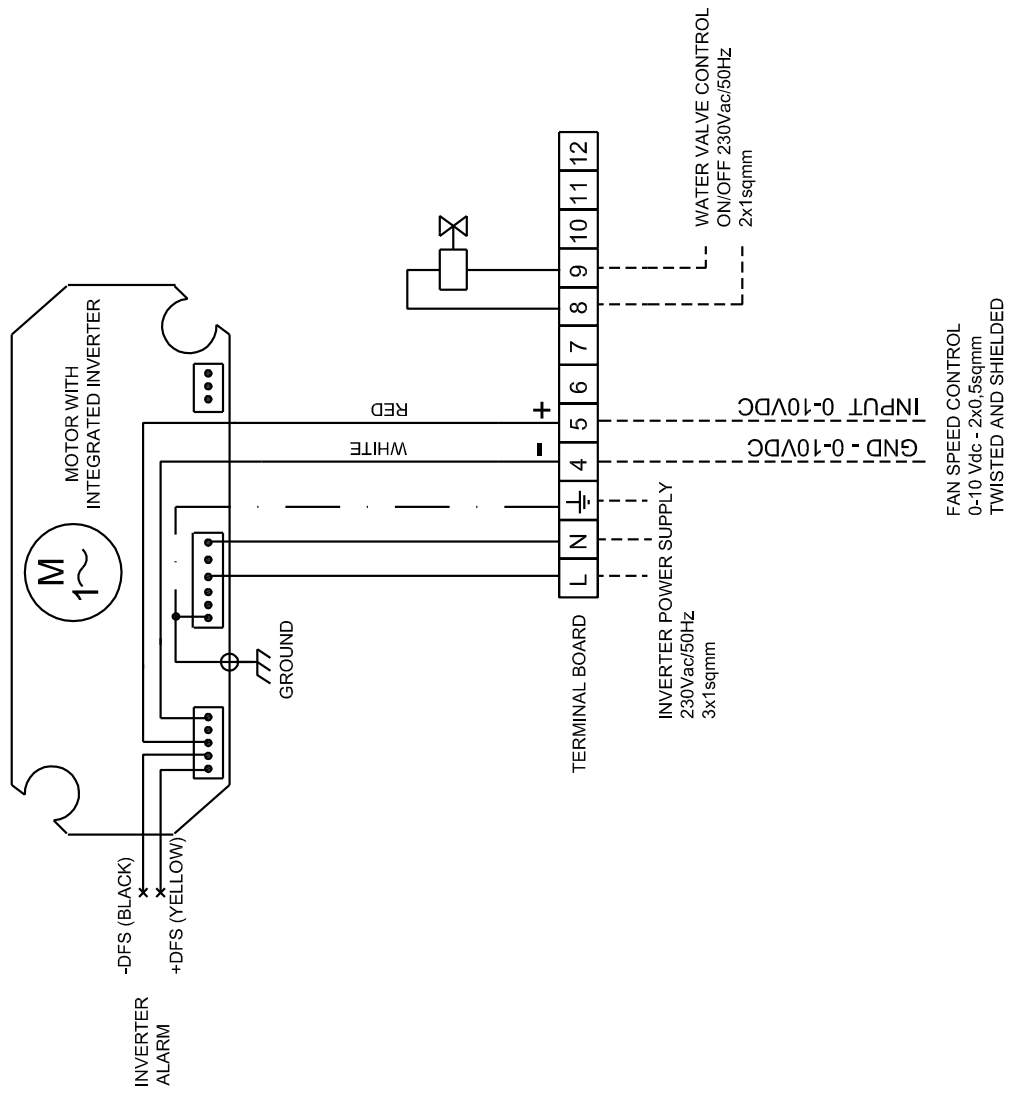 MOTOR WITH
INTEGRATED INVERTER
M
1~
GROUND
-DFS (BLACK)
+DFS (YELLOW)
INVERTER
ALARM
RED
WHITE
+
-
TERMINAL BOARD
L
N
4
5
6
7
8
9
10
11
12
INVERTER POWER SUPPLY
230Vac/50Hz
3x1sqmm
GND - 0-10VDC
INPUT 0-10VDC
FAN SPEED CONTROL
0-10 Vdc - 2x0,5sqmm
TWISTED AND SHIELDED
WATER VALVE CONTROL
ON/OFF 230Vac/50Hz
2x1sqmm